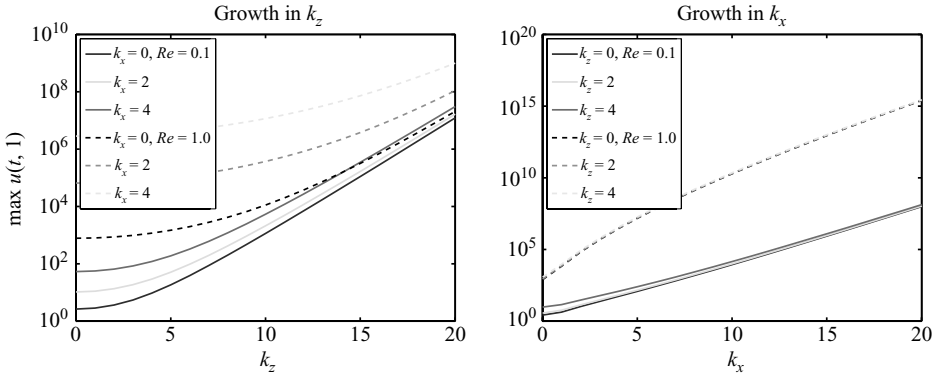 Growth in k_z
10^10
10^8
10^6
10^4
10^2
10^0
max u(t, 1)
k_x = 0, Re = 0.1
k_x = 2
k_x = 4
k_x = 0, Re = 1.0
k_x = 2
k_x = 4
0 5 10 15 20
k_z
Growth in k_x
10^20
10^15
10^10
10^5
10^0
k_z = 0, Re = 0.1
k_z = 2
k_z = 4
k_z = 0, Re = 1.0
k_z = 2
k_z = 4
0 5 10 15 20
k_x